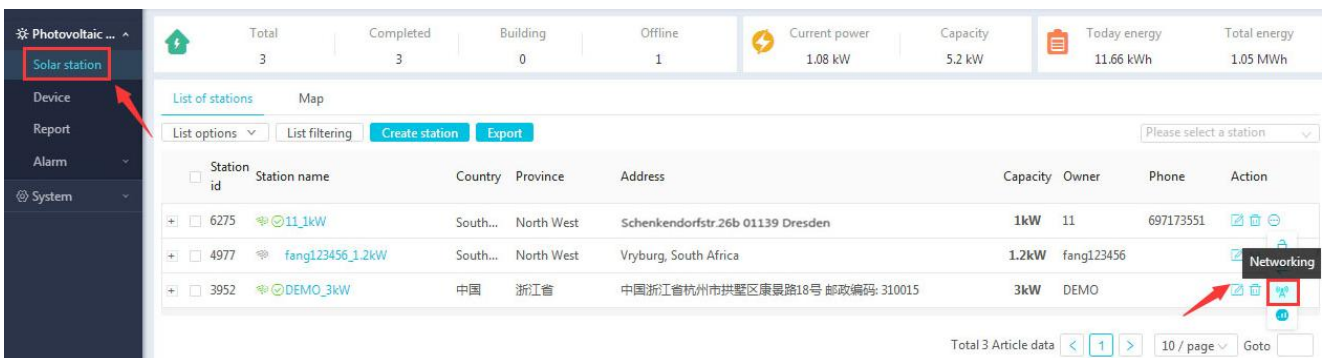 Photovoltaic ...
Solar station
Device
Report
Alarm
System
Total
3
Completed
3
Building
0
Offline
1
Current power
1.08 kW
Capacity
5.2 kW
Today energy
11.66 kWh
Total energy
1.05 MWh
List of stations Map
List options List filtering Create station Export Please select a station
Station id Station name Country Province Address Capacity Owner Phone Action
6275 11_1kW South... North West Schenkendorfstr.26b 01139 Dresden 1kW 11 697173551
4977 fang123456_1.2kW South... North West Vryburg, South Africa 1.2kW fang123456
Networking
3952 DEMO_3kW 中国 浙江省 中国浙江省杭州市拱墅区康景路18号 邮政编码: 310015 3kW DEMO
Total 3 Article data < 1 > 10 / page Goto